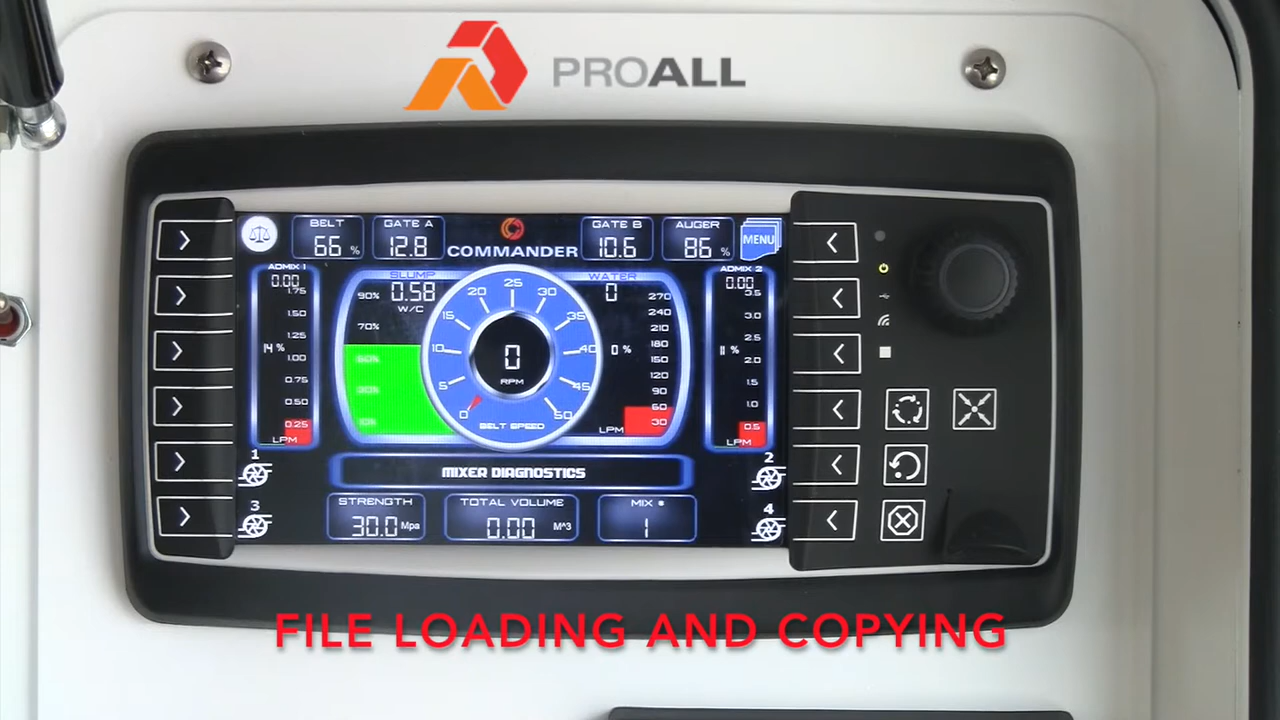 PROALL
BELT
66 %
GATE A
12.8
COMMANDER
GATE B
10.6
AUGER
86 %
MENU
ADMIX 1
0.00
1.75
1.50
1.25
14 %
1.00
0.75
0.50
0.25
LPM
SLUMP
0.58
W/C
90%
70%
0
5
10
15
20
25
30
35
40
45
50
0
RPM
BELT SPEED
WATER
0
270
240
210
180
0 %
150
120
90
60
30
LPM
ADMIX 2
0.00
3.5
3.0
2.5
11 %
2.0
1.5
1.0
0.5
LPM
1
2
3
4
MIXER DIAGNOSTICS
STRENGTH
30.0 Mpa
TOTAL VOLUME
0.00 M^3
MIX #
1
FILE LOADING AND COPYING